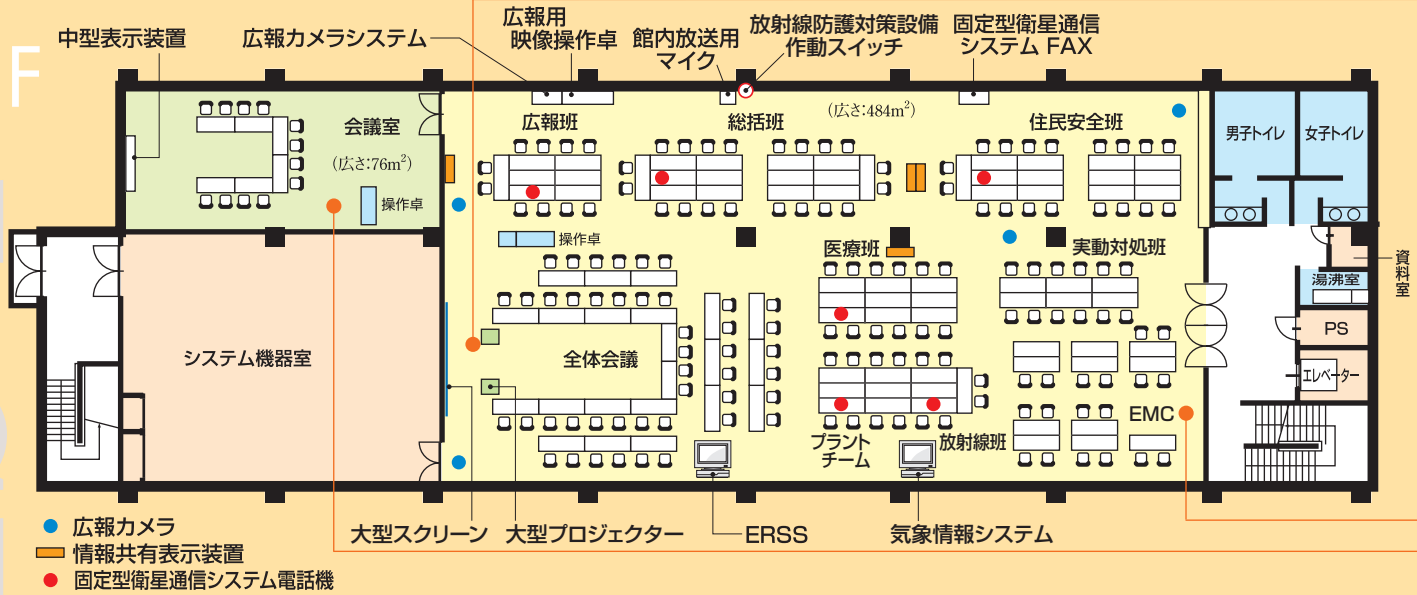 F
中型表示装置
広報カメラシステム
広報用
映像操作卓
館内放送用
マイク
放射線防護対策設備
作動スイッチ
固定型衛星通信
システム FAX
会議室
(広さ:76m²)
操作卓
広報班
総括班
(広さ:484m²)
住民安全班
男子トイレ
女子トイレ
操作卓
医療班
実動対処班
資料室
湯沸室
PS
エレベーター
システム機器室
全体会議
EMC
プラント
チーム
放射線班
大型スクリーン
大型プロジェクター
ERSS
気象情報システム
広報カメラ
情報共有表示装置
固定型衛星通信システム電話機